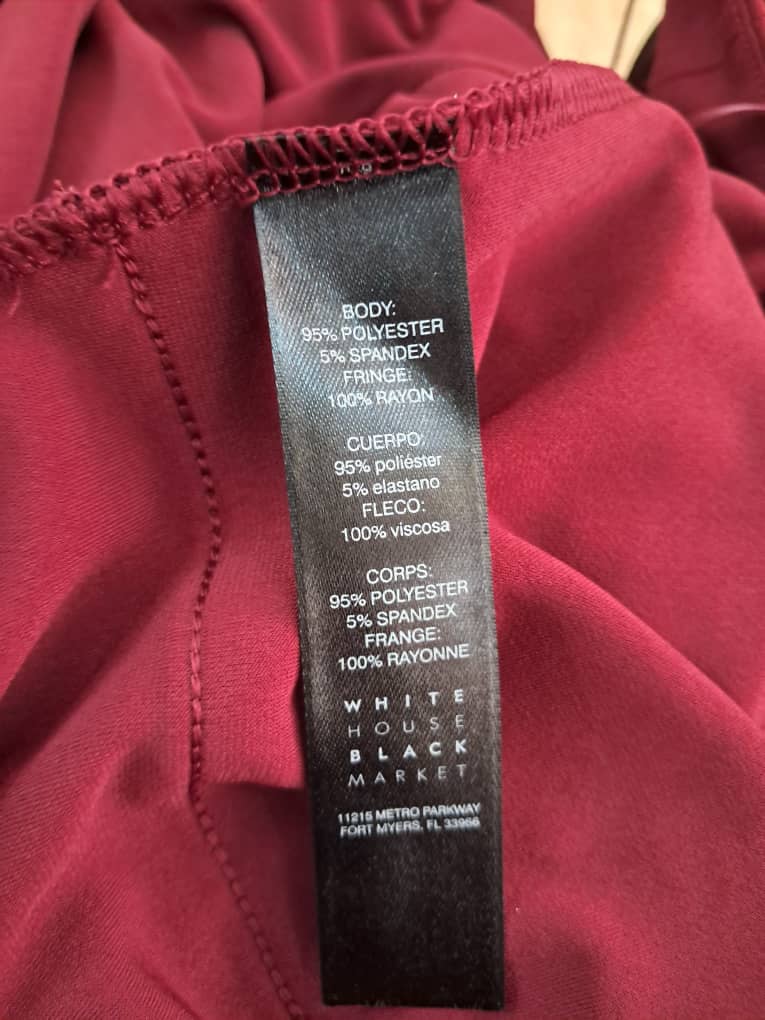 BODY:
95% POLYESTER
5% SPANDEX
FRINGE:
100% RAYON
CUERPO:
95% poliéster
5% elastano
FLECO:
100% viscosa
CORPS:
95% POLYESTER
5% SPANDEX
FRANGE:
100% RAYONNE
WHITE
HOUSE
BLACK
MARKET
11215 METRO PARKWAY
FORT MYERS, FL 33966